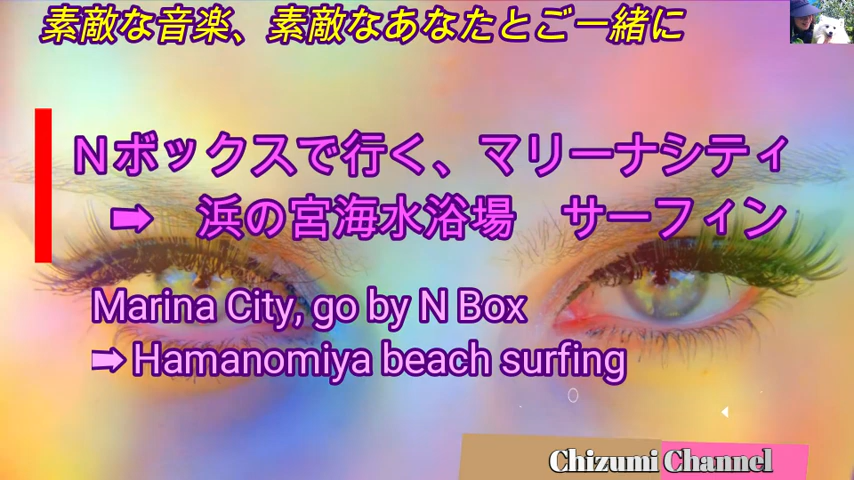 素敵な音楽、素敵なあなたとご一緒に
Ｎボックスで行く、マリーナシティ
➡　浜の宮海水浴場　サーフィン
Marina City, go by N Box
➡ Hamanomiya beach surfing
Chizumi Channel